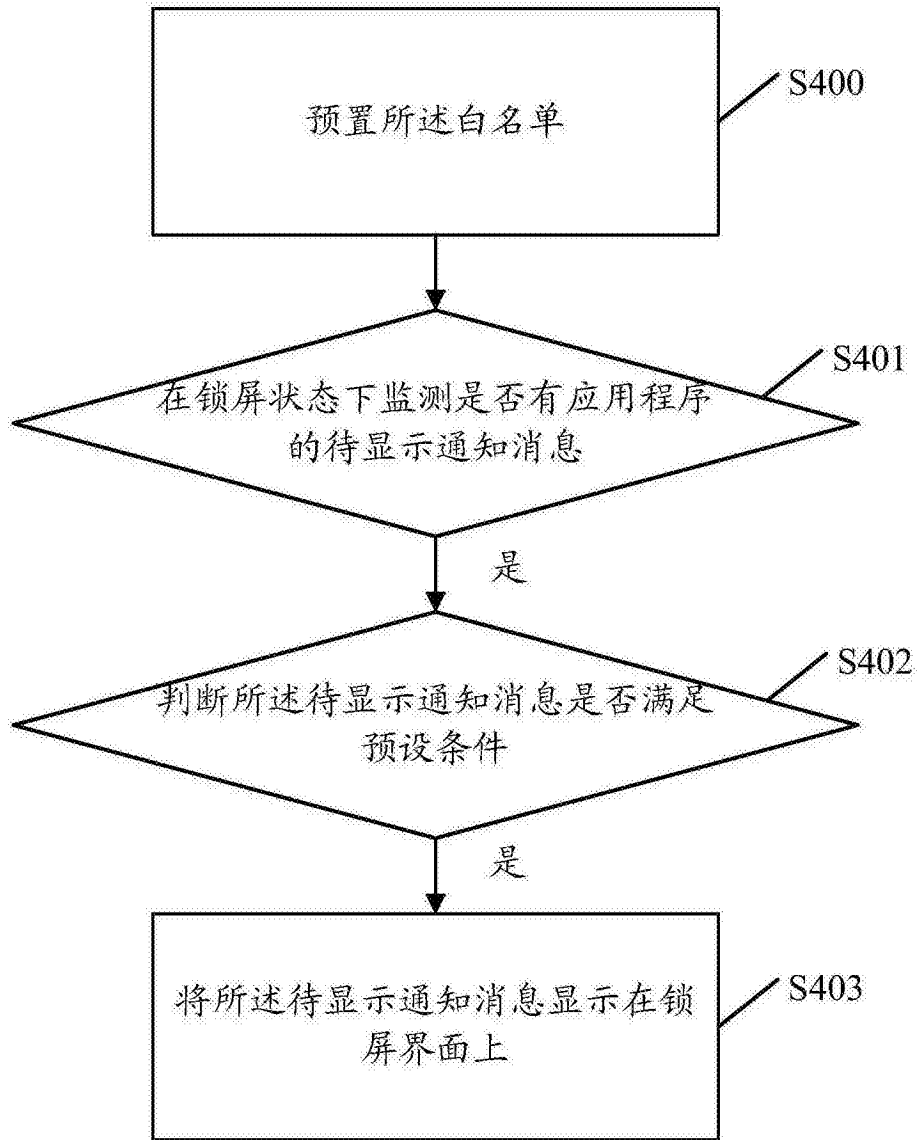 预置所述白名单
S400
在锁屏状态下监测是否有应用程序
的待显示通知消息
S401
是
判断所述待显示通知消息是否满足
预设条件
S402
是
将所述待显示通知消息显示在锁
屏界面上
S403